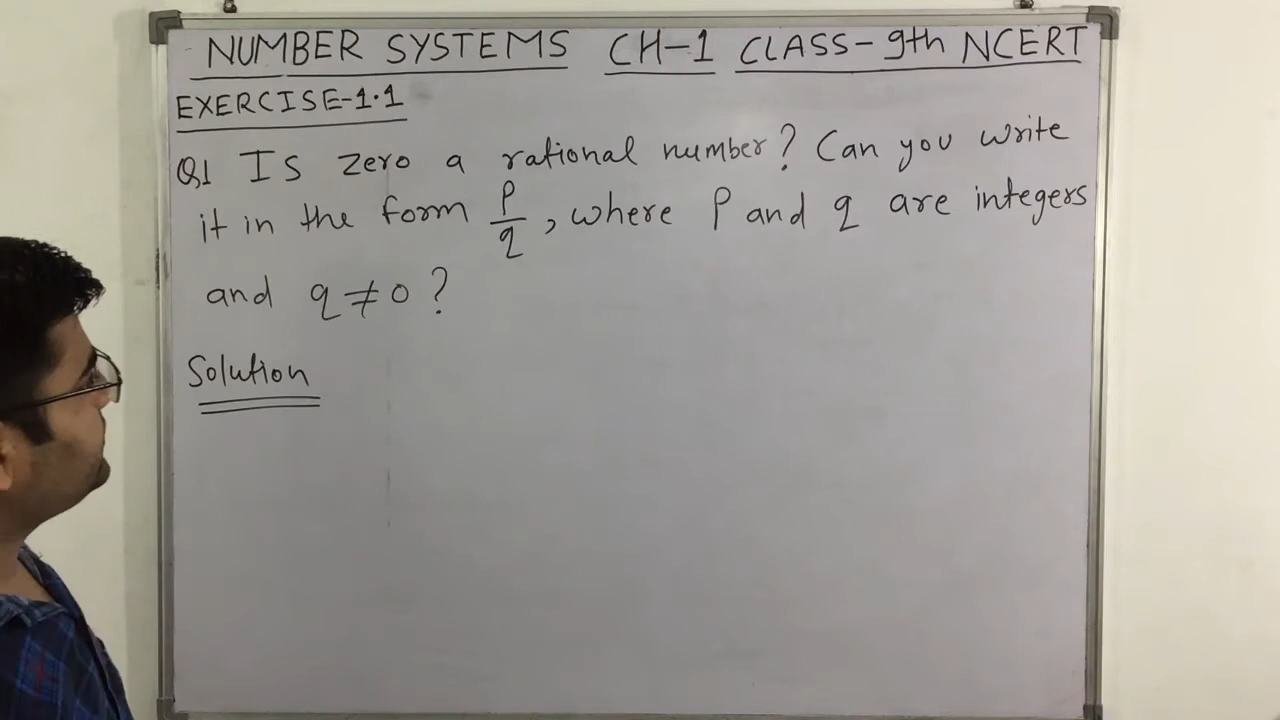 NUMBER SYSTEMS CH-1 CLASS-9th NCERT
EXERCISE-1.1
Q1 Is zero a rational number? Can you write
it in the form p/q, where p and q are integers
and q ≠ 0?
Solution